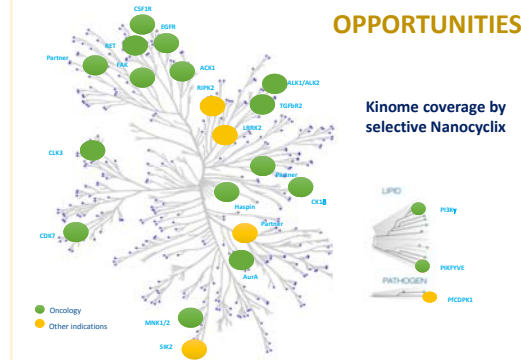 OPPORTUNITIES
Kinome coverage by
selective Nanocyclix
CSF1R
EGFR
RET
Partner
FAK
ACK1
RIPK2
ALK1/ALK2
TGFbR2
LRRK2
CLK3
Partner
CK1δ
Haspin
Partner
CDK7
AurA
MNK1/2
SIK2
Oncology
Other indications
LIPID
PI3Kγ
PIKFYVE
PATHOGEN
PfCDPK1